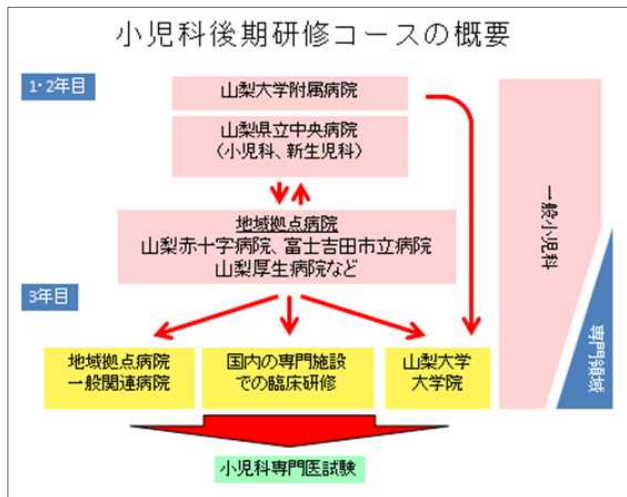 小児科後期研修コースの概要
1・2年目
山梨大学附属病院
山梨県立中央病院
（小児科、新生児科）
地域拠点病院
山梨赤十字病院、富士吉田市立病院
山梨厚生病院など
3年目
地域拠点病院
一般関連病院
国内の専門施設
での臨床研修
山梨大学
大学院
小児科専門医試験
一般小児科
専門領域